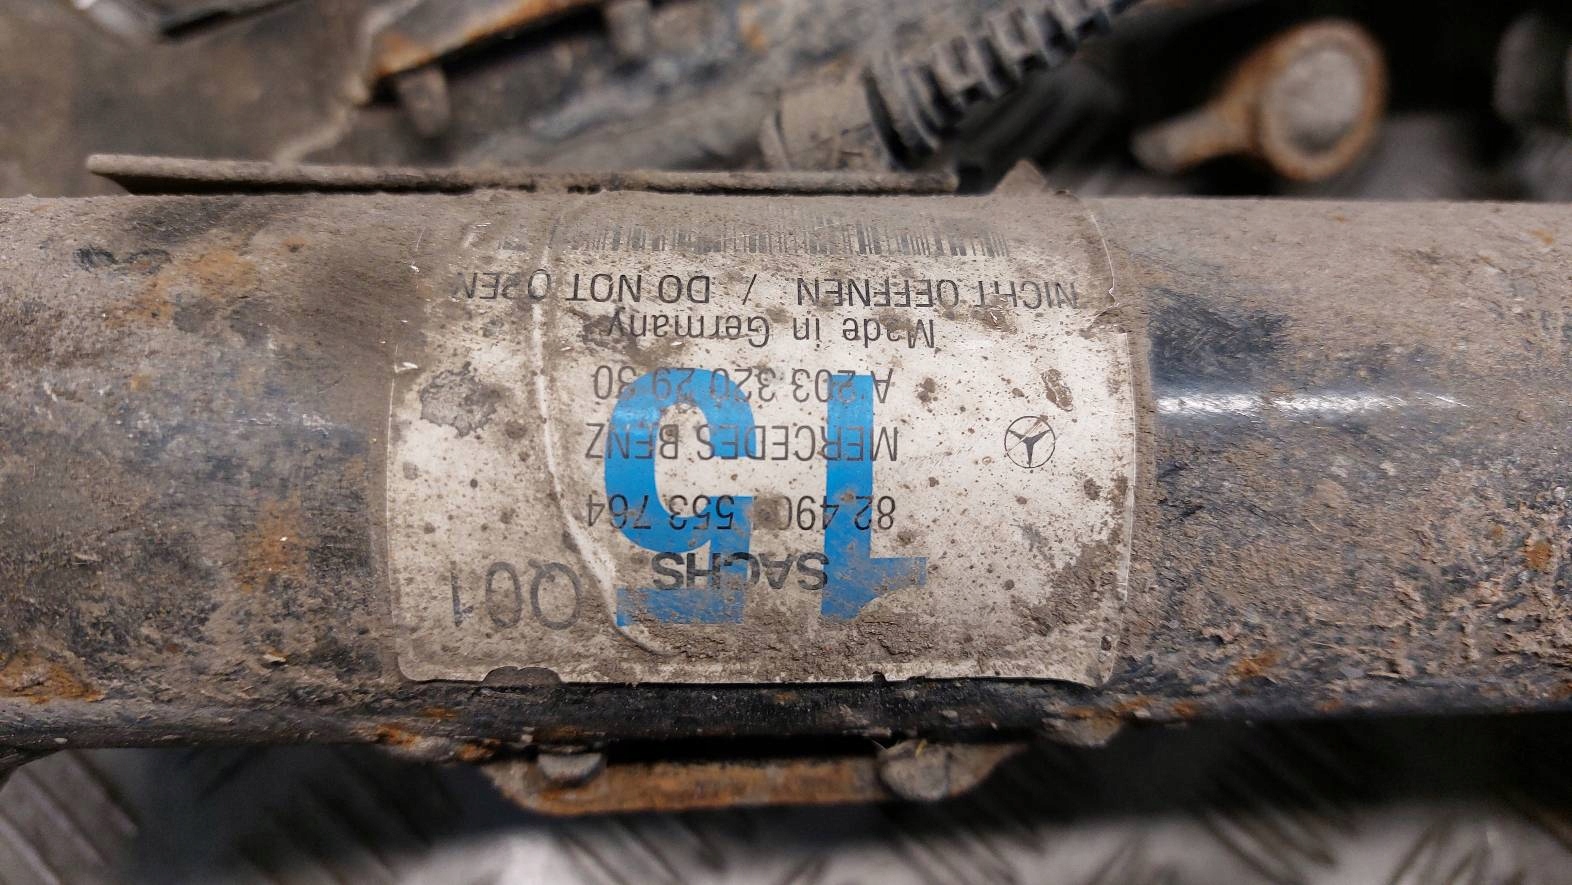 Q01
SACHS
15
82 490 553 764
MERCEDES BENZ
A 203 320 29 30
Made in Germany
NICHT OEFFNEN / DO NOT OPEN